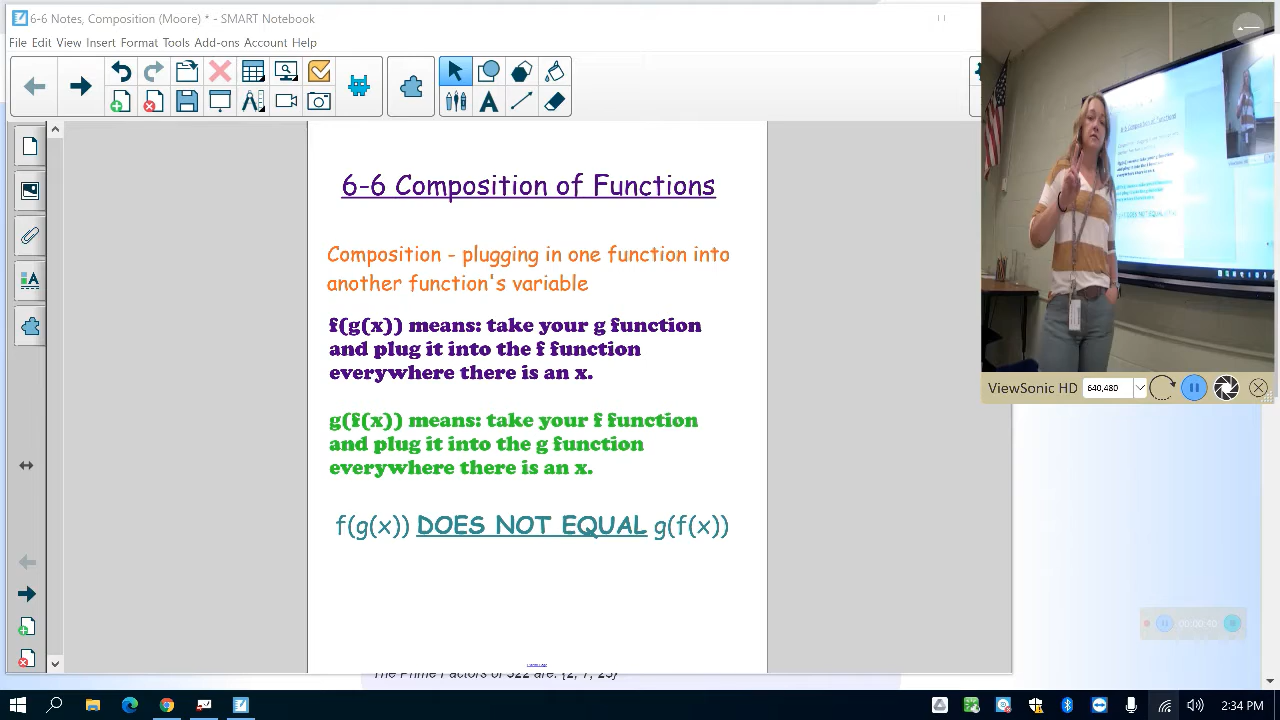 6-6 Notes, Composition (Moore) * - SMART Notebook
File Edit View Insert Format Tools Add-ons Account Help
6-6 Composition of Functions
Composition - plugging in one function into
another function's variable
f(g(x)) means: take your g function
and plug it into the f function
everywhere there is an x.
g(f(x)) means: take your f function
and plug it into the g function
everywhere there is an x.
f(g(x)) DOES NOT EQUAL g(f(x))
ViewSonic HD
640,480
00:00:40
2:34 PM